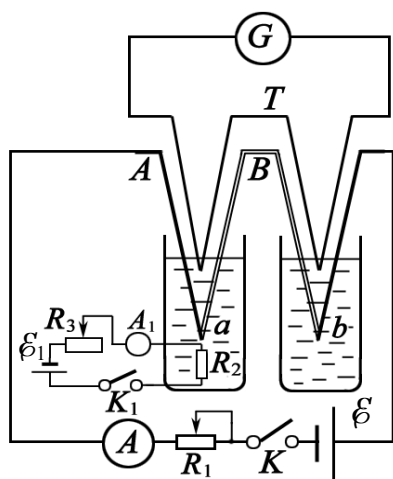 G
T
A B
a b
R₃ A₁
ℰ₁ R₂
K₁
ℰ
A R₁ K